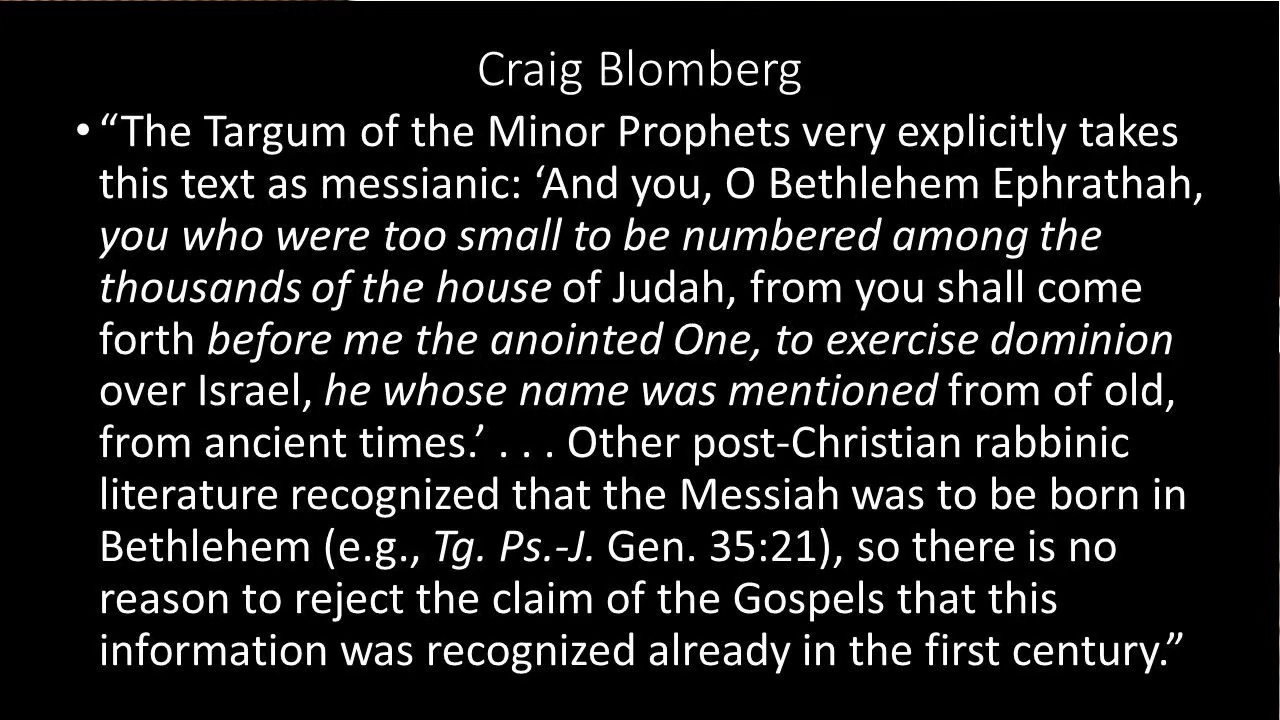 Craig Blomberg
• “The Targum of the Minor Prophets very explicitly takes
this text as messianic: ‘And you, O Bethlehem Ephrathah,
you who were too small to be numbered among the
thousands of the house of Judah, from you shall come
forth before me the anointed One, to exercise dominion
over Israel, he whose name was mentioned from of old,
from ancient times.’ . . . Other post-Christian rabbinic
literature recognized that the Messiah was to be born in
Bethlehem (e.g., Tg. Ps.-J. Gen. 35:21), so there is no
reason to reject the claim of the Gospels that this
information was recognized already in the first century.”